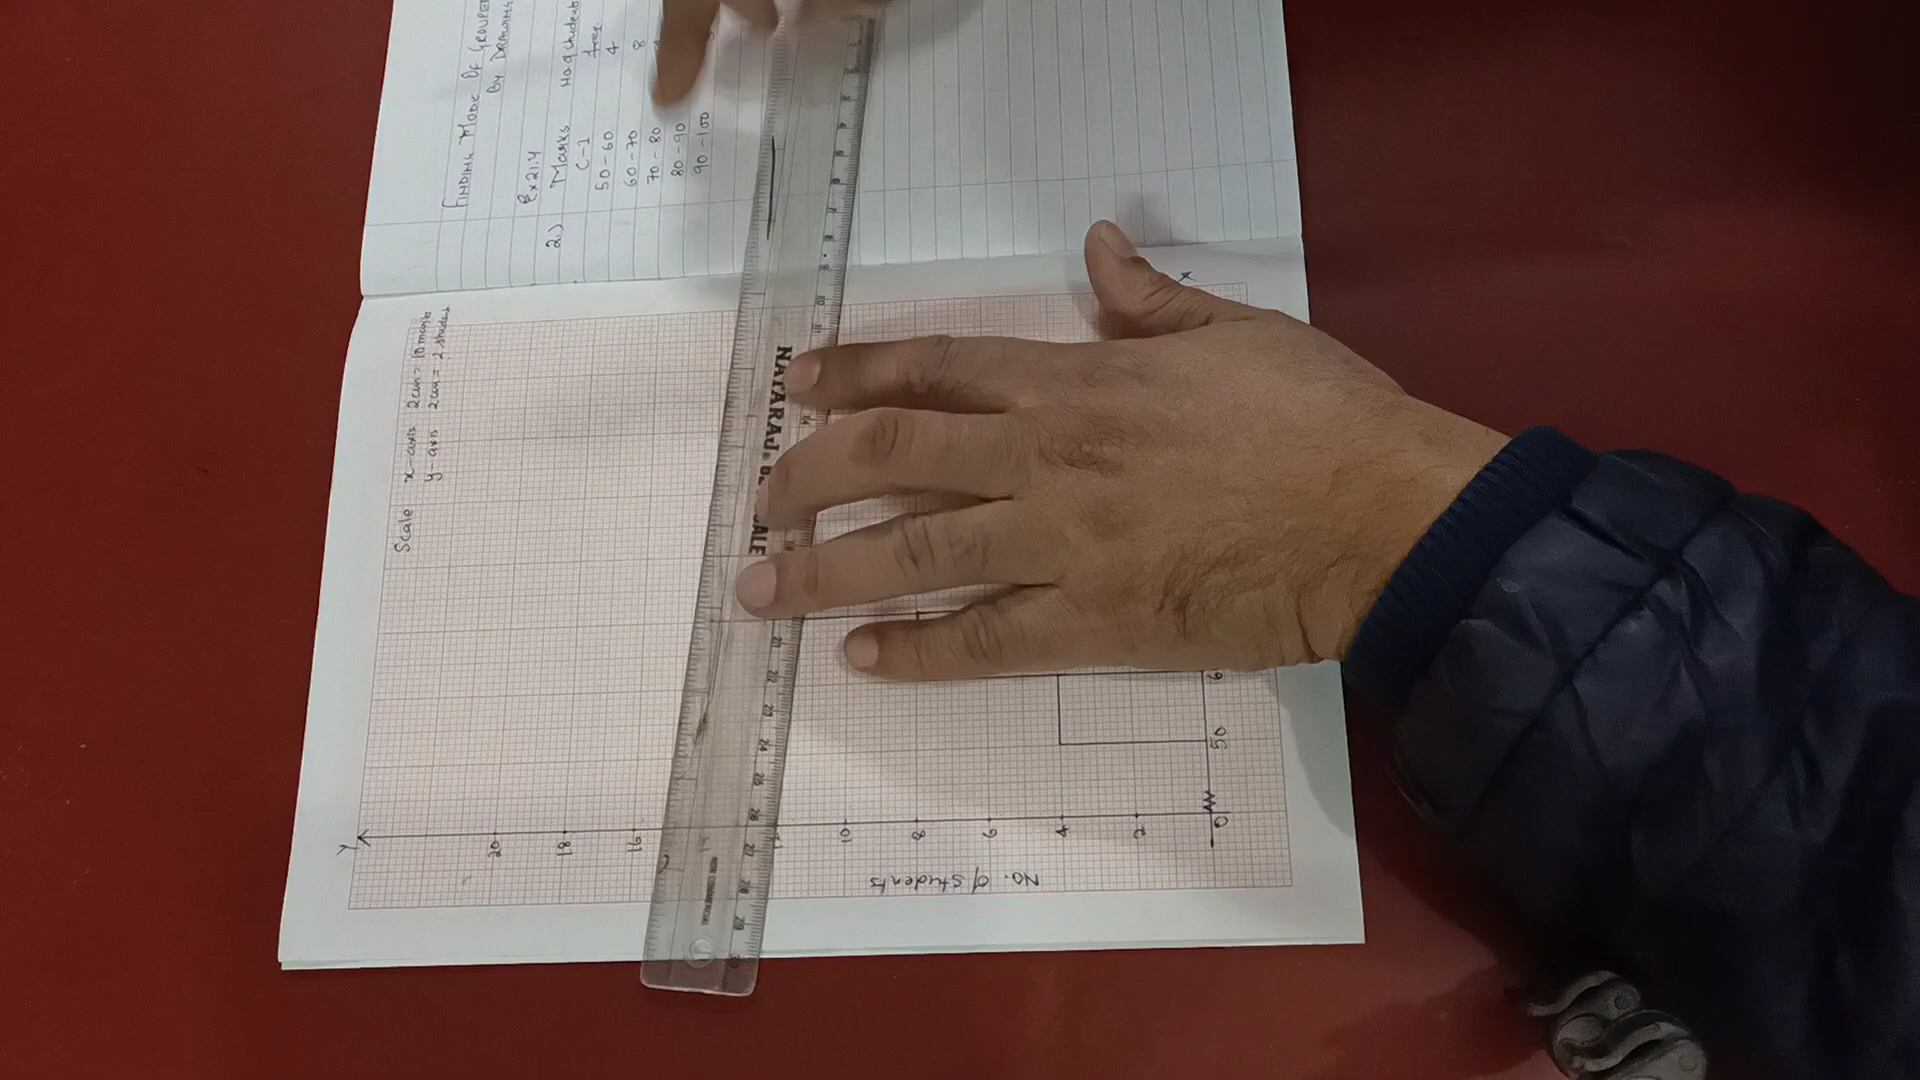 FINDING MODE OF GROUPED
BY DRAWING
Ex 21.4
2.) Marks No of students
C-I freq.
50-60 4
60-70 8
70-80
80-90
90-100
Scale x-axis 2cm = 10 marks
y-axis 2cm = 2 students
Y
20
18
16
10
8
6
4
2
0
50
6
X
No. of students
NATARAJ